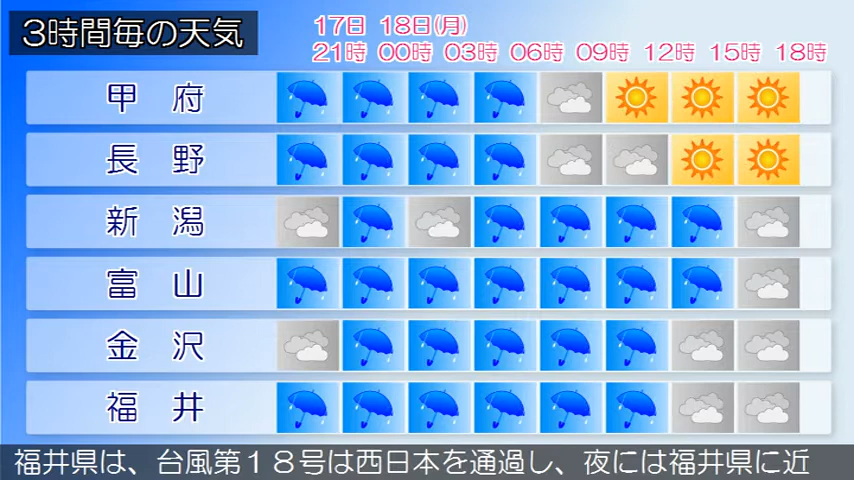 3時間毎の天気
17日 18日(月)
21時 00時 03時 06時 09時 12時 15時 18時
甲府
長野
新潟
富山
金沢
福井
福井県は、台風第１８号は西日本を通過し、夜には福井県に近